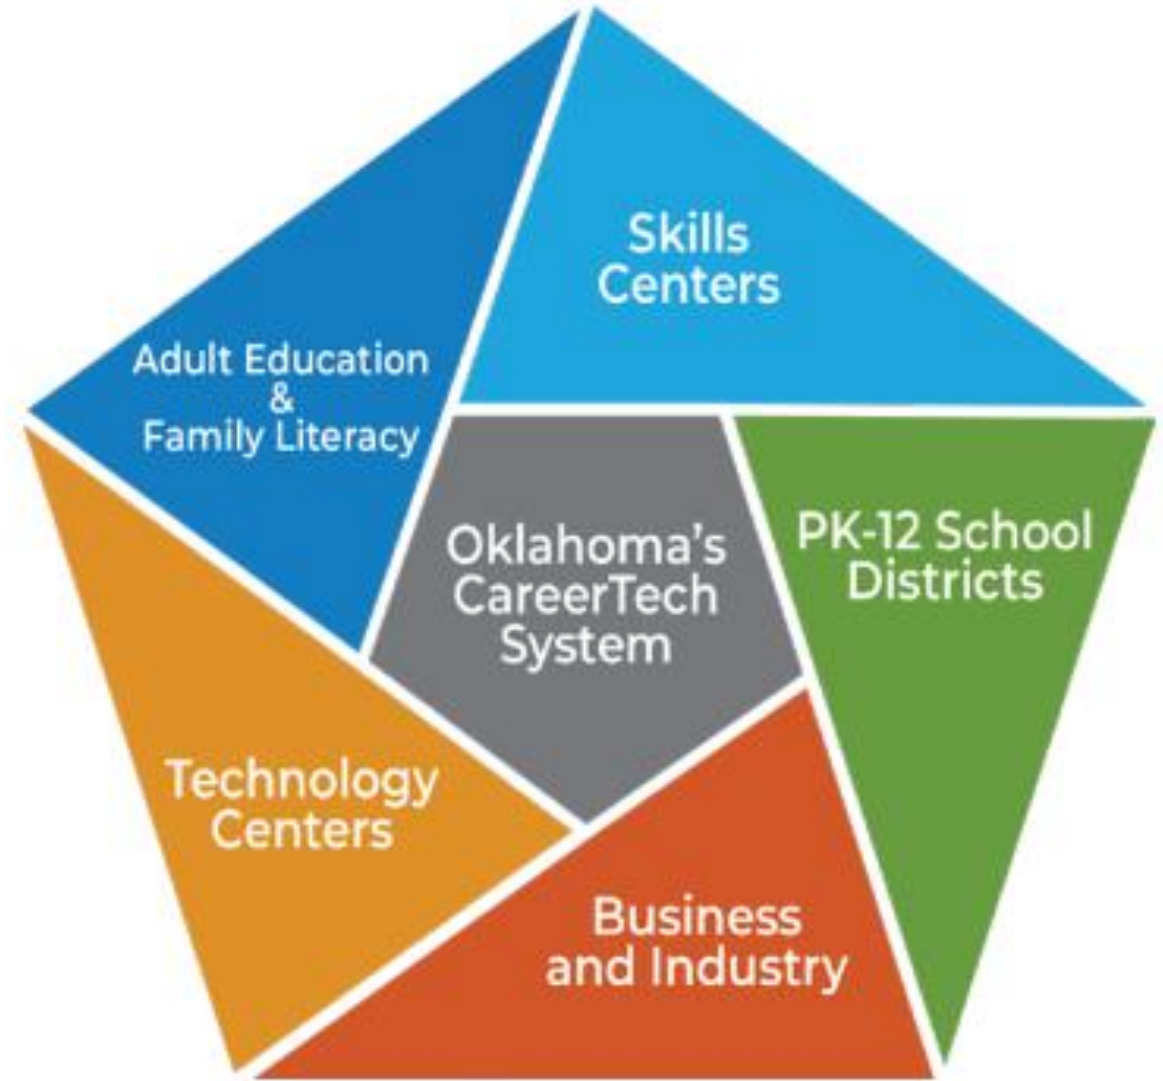 Skills
Centers
Adult Education
&
Family Literacy
Oklahoma's
CareerTech
System
PK-12 School
Districts
Technology
Centers
Business
and Industry